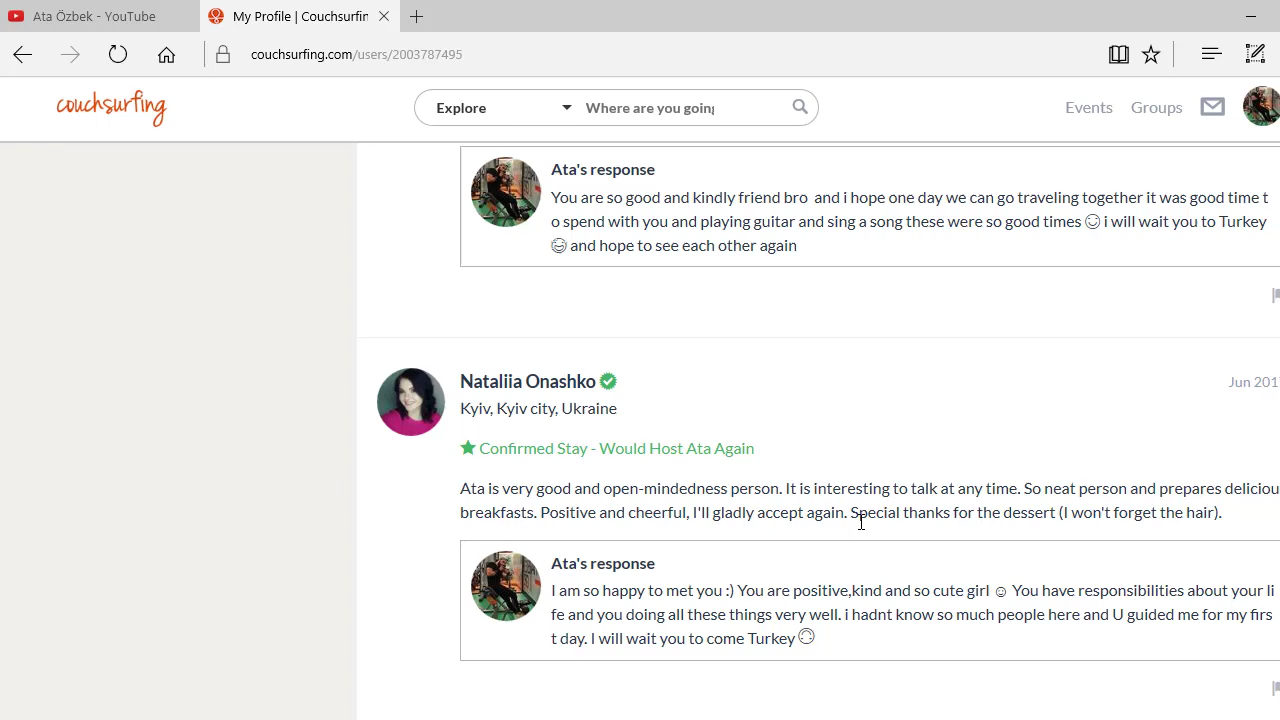 Ata Özbek - YouTube
My Profile | Couchsurfin
couchsurfing.com/users/2003787495
couchsurfing
Explore
Where are you going
Events
Groups
Ata's response
You are so good and kindly friend bro and i hope one day we can go traveling together it was good time t
o spend with you and playing guitar and sing a song these were so good times 😊 i will wait you to Turkey
😄 and hope to see each other again
Nataliia Onashko
Jun 2017
Kyiv, Kyiv city, Ukraine
Confirmed Stay - Would Host Ata Again
Ata is very good and open-mindedness person. It is interesting to talk at any time. So neat person and prepares deliciou
breakfasts. Positive and cheerful, I'll gladly accept again. Special thanks for the dessert (I won't forget the hair).
Ata's response
I am so happy to met you :) You are positive,kind and so cute girl ☺ You have responsibilities about your li
fe and you doing all these things very well. i hadnt know so much people here and U guided me for my firs
t day. I will wait you to come Turkey 🙃